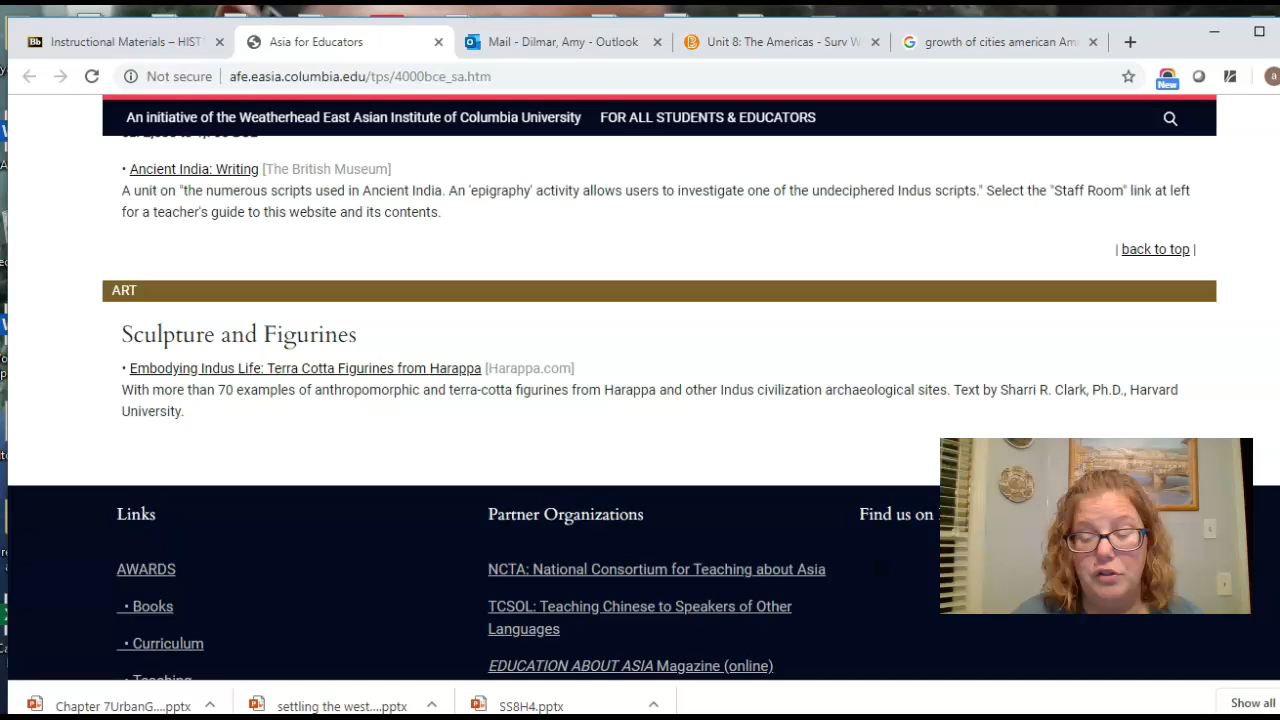 Bb Instructional Materials – HIST
Asia for Educators
Mail - Dilmar, Amy - Outlook
Unit 8: The Americas - Surv W
growth of cities american Am
Not secure | afe.easia.columbia.edu/tps/4000bce_sa.htm
New
a
An initiative of the Weatherhead East Asian Institute of Columbia University FOR ALL STUDENTS & EDUCATORS
• Ancient India: Writing [The British Museum]
A unit on "the numerous scripts used in Ancient India. An 'epigraphy' activity allows users to investigate one of the undeciphered Indus scripts." Select the "Staff Room" link at left
for a teacher's guide to this website and its contents.
| back to top |
ART
Sculpture and Figurines
• Embodying Indus Life: Terra Cotta Figurines from Harappa [Harappa.com]
With more than 70 examples of anthropomorphic and terra-cotta figurines from Harappa and other Indus civilization archaeological sites. Text by Sharri R. Clark, Ph.D., Harvard
University.
Links
AWARDS
• Books
• Curriculum
Partner Organizations
NCTA: National Consortium for Teaching about Asia
TCSOL: Teaching Chinese to Speakers of Other
Languages
EDUCATION ABOUT ASIA Magazine (online)
Find us on
Chapter 7UrbanG....pptx
settling the west....pptx
SS8H4.pptx
Show all